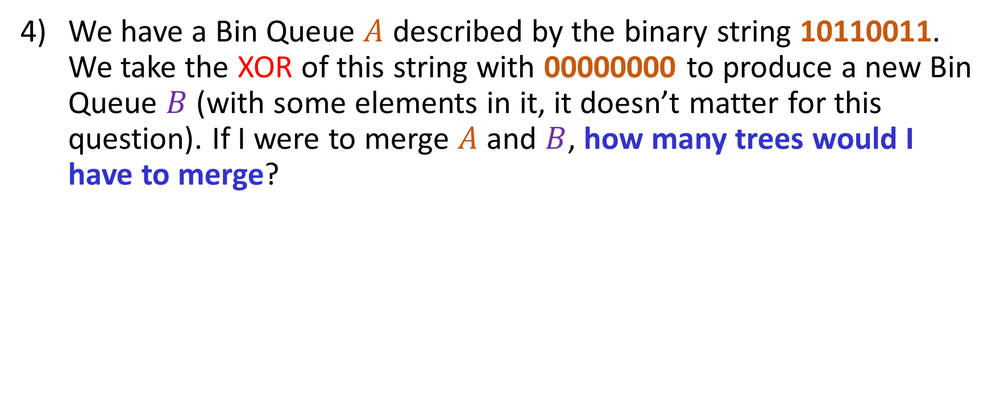 4) We have a Bin Queue A described by the binary string 10110011.
We take the XOR of this string with 00000000 to produce a new Bin
Queue B (with some elements in it, it doesn’t matter for this
question). If I were to merge A and B, how many trees would I
have to merge?